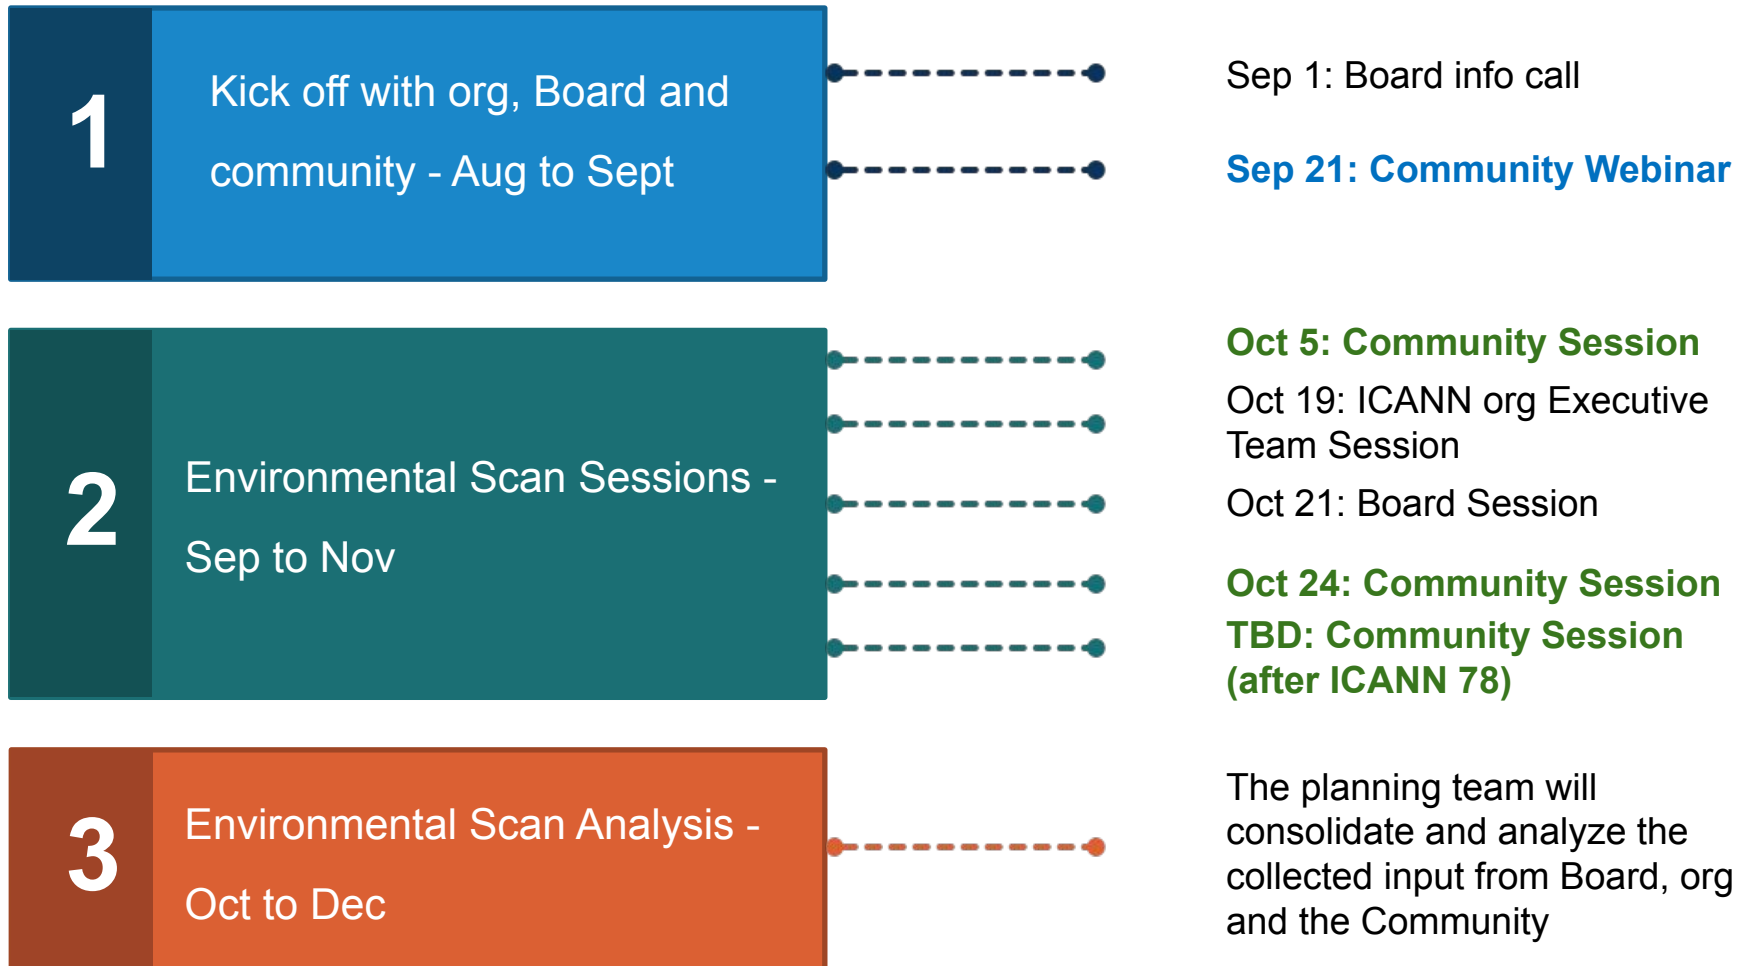 1
Kick off with org, Board and
community - Aug to Sept
Sep 1: Board info call
Sep 21: Community Webinar
2
Environmental Scan Sessions -
Sep to Nov
Oct 5: Community Session
Oct 19: ICANN org Executive
Team Session
Oct 21: Board Session
Oct 24: Community Session
TBD: Community Session
(after ICANN 78)
3
Environmental Scan Analysis -
Oct to Dec
The planning team will
consolidate and analyze the
collected input from Board, org
and the Community